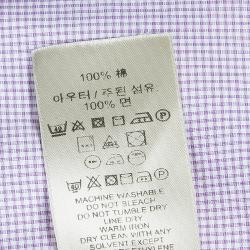 100% 棉
아우터 / 주된 섬유
100% 면
MACHINE WASHABLE
DO NOT BLEACH
DO NOT TUMBLE DRY
LINE DRY
WARM IRON
DRY CLEAN WITH ANY
SOLVENT EXCEPT